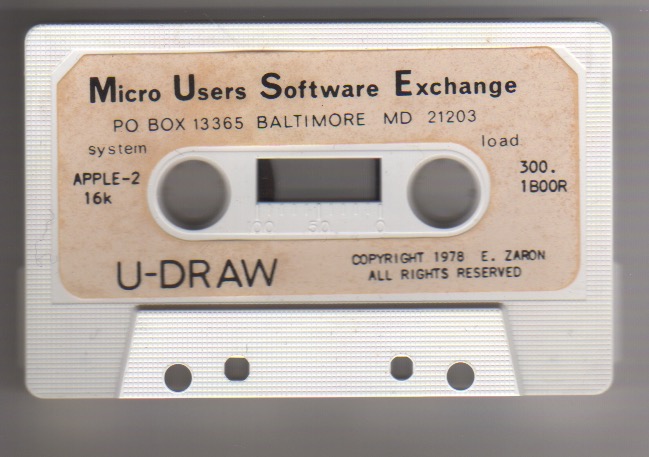 Micro Users Software Exchange
PO BOX 13365 BALTIMORE MD 21203
system
load
APPLE-2
16k
300.
1B00R
100 50 0
U-DRAW
COPYRIGHT 1978 E. ZARON
ALL RIGHTS RESERVED